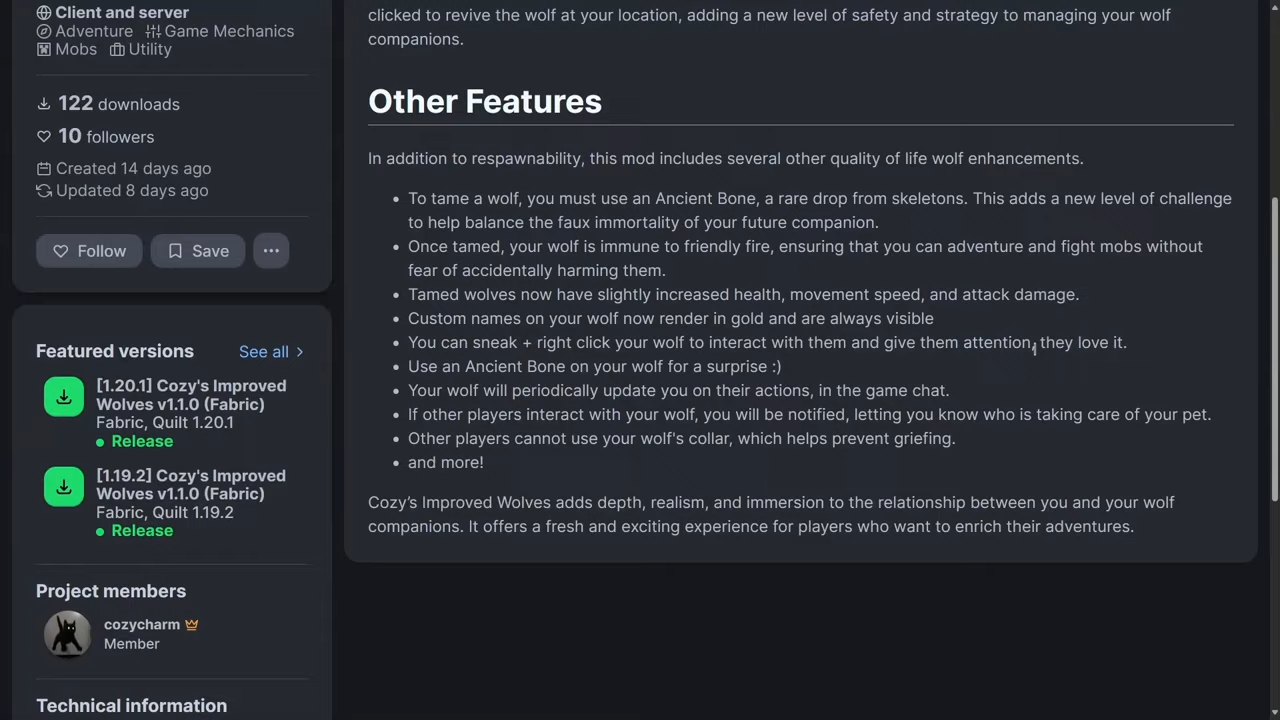 Client and server
Adventure Game Mechanics
Mobs Utility
122 downloads
10 followers
Created 14 days ago
Updated 8 days ago
Follow Save
Featured versions See all
[1.20.1] Cozy's Improved
Wolves v1.1.0 (Fabric)
Fabric, Quilt 1.20.1
Release
[1.19.2] Cozy's Improved
Wolves v1.1.0 (Fabric)
Fabric, Quilt 1.19.2
Release
Project members
cozycharm
Member
Technical information
clicked to revive the wolf at your location, adding a new level of safety and strategy to managing your wolf
companions.
Other Features
In addition to respawnability, this mod includes several other quality of life wolf enhancements.
• To tame a wolf, you must use an Ancient Bone, a rare drop from skeletons. This adds a new level of challenge
to help balance the faux immortality of your future companion.
• Once tamed, your wolf is immune to friendly fire, ensuring that you can adventure and fight mobs without
fear of accidentally harming them.
• Tamed wolves now have slightly increased health, movement speed, and attack damage.
• Custom names on your wolf now render in gold and are always visible
• You can sneak + right click your wolf to interact with them and give them attention, they love it.
• Use an Ancient Bone on your wolf for a surprise :)
• Your wolf will periodically update you on their actions, in the game chat.
• If other players interact with your wolf, you will be notified, letting you know who is taking care of your pet.
• Other players cannot use your wolf's collar, which helps prevent griefing.
• and more!
Cozy’s Improved Wolves adds depth, realism, and immersion to the relationship between you and your wolf
companions. It offers a fresh and exciting experience for players who want to enrich their adventures.